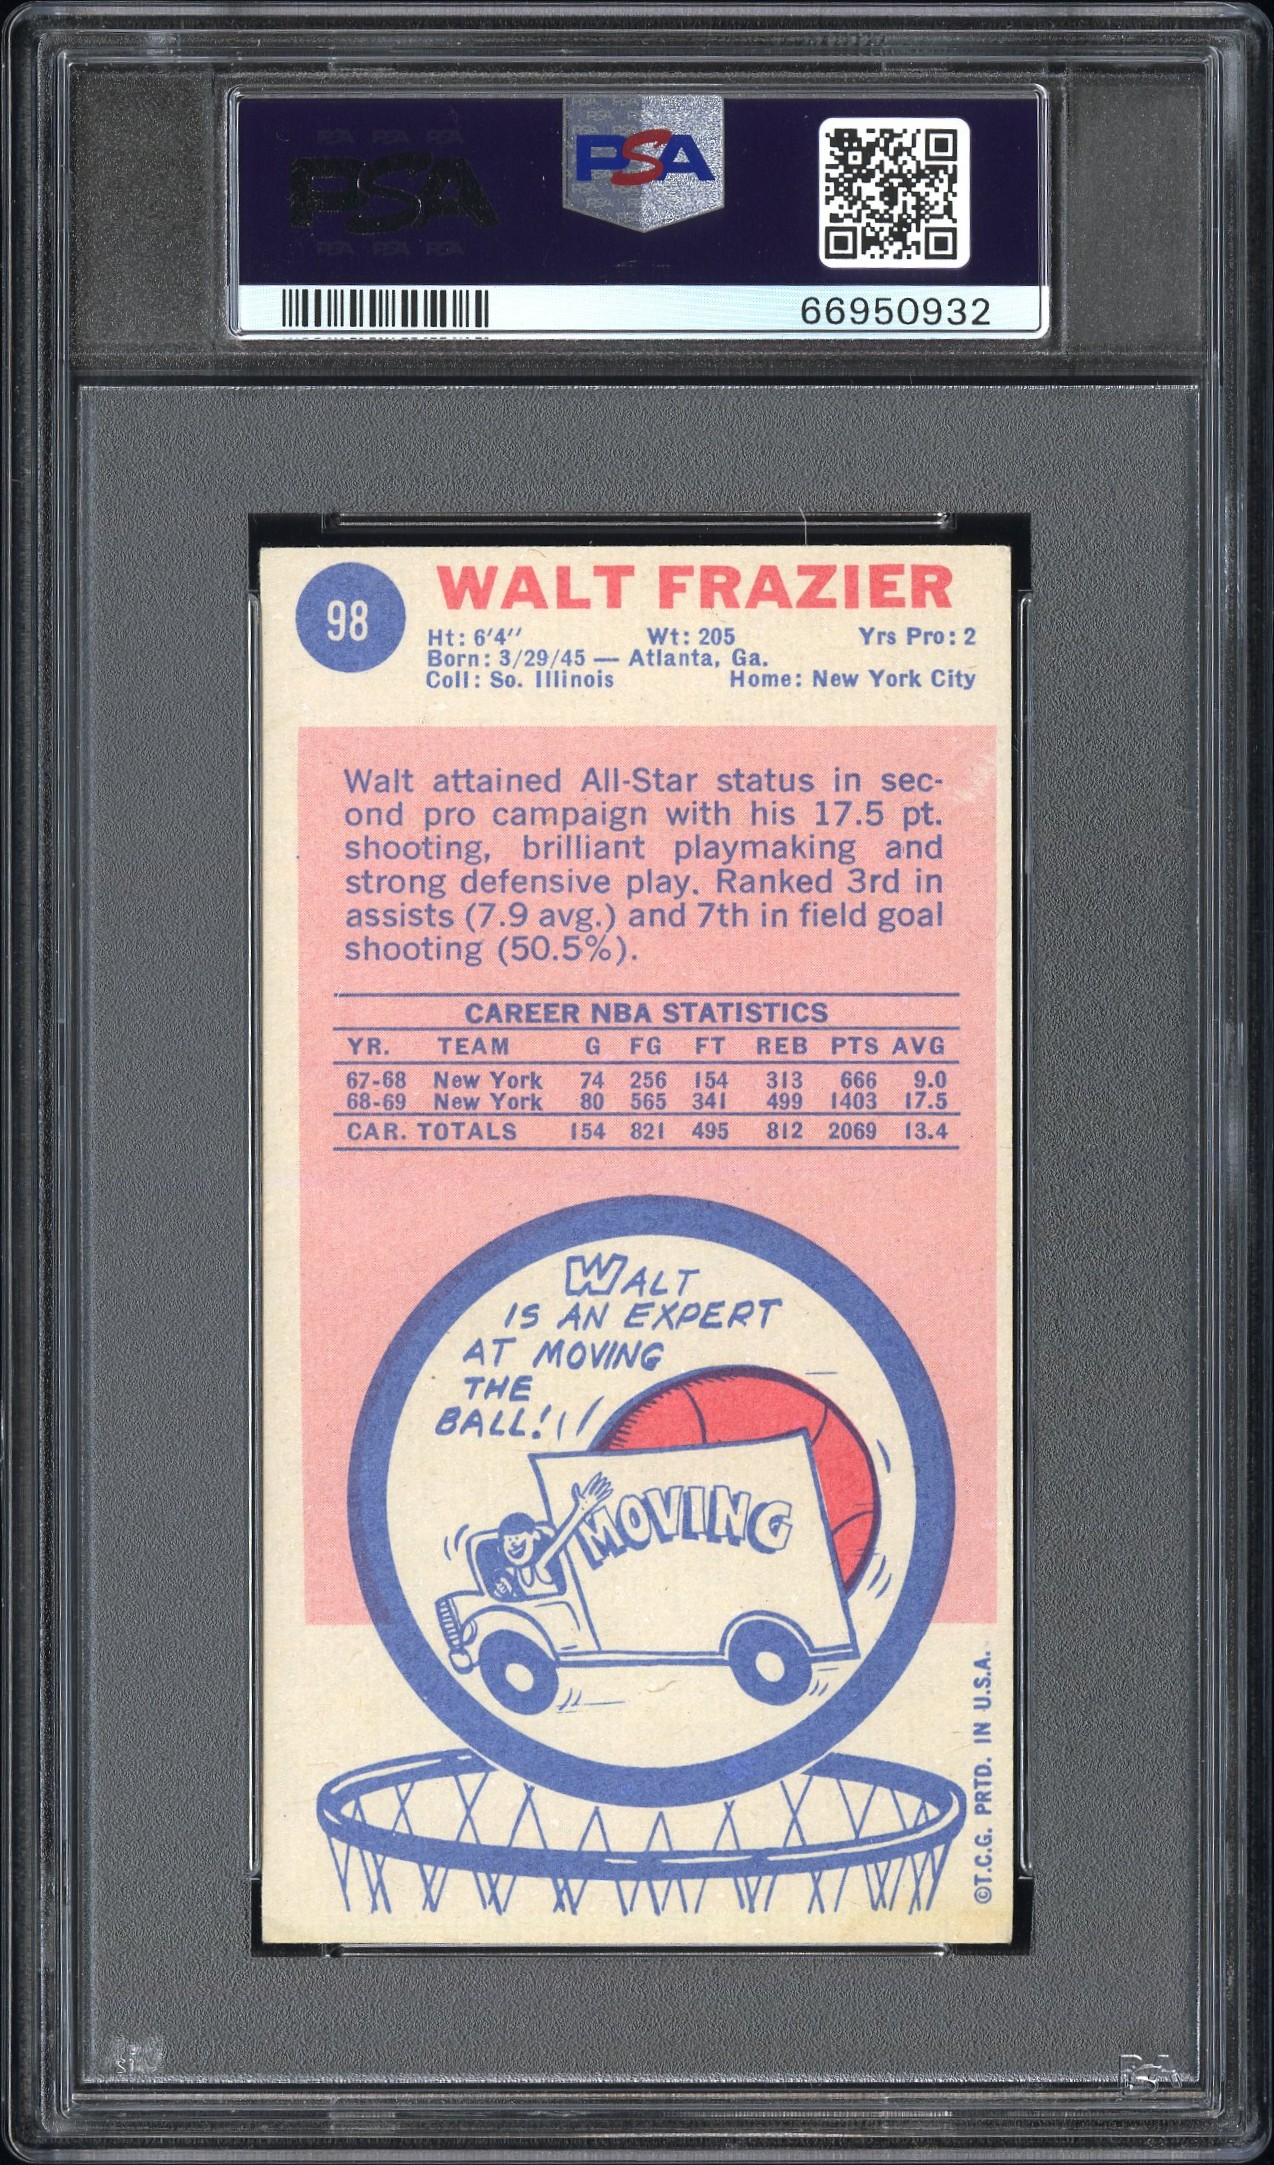 PSA
PSA
66950932
98
WALT FRAZIER
Ht: 6'4" Wt: 205 Yrs Pro: 2
Born: 3/29/45 — Atlanta, Ga.
Coll: So. Illinois Home: New York City
Walt attained All-Star status in sec-
ond pro campaign with his 17.5 pt.
shooting, brilliant playmaking and
strong defensive play. Ranked 3rd in
assists (7.9 avg.) and 7th in field goal
shooting (50.5%).
CAREER NBA STATISTICS
YR. TEAM G FG FT REB PTS AVG
67-68 New York 74 256 154 313 666 9.0
68-69 New York 80 565 341 499 1403 17.5
CAR. TOTALS 154 821 495 812 2069 13.4
WALT
IS AN EXPERT
AT MOVING
THE
BALL!
MOVING
©T.C.G. PRTD. IN U.S.A.
PSA